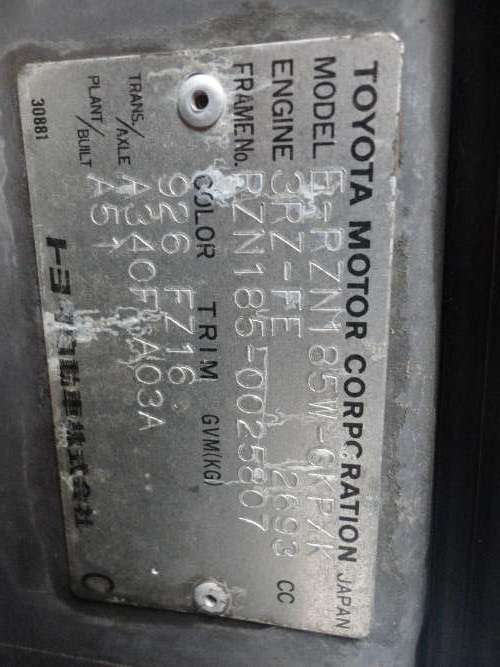 TOYOTA MOTOR CORPORATION JAPAN
MODEL E-RZN185W-GKPZK
ENGINE 3RZ-FE 2693 CC
FRAME No. RZN185-0025807
COLOR TRIM GVM(KG)
926 FZ16
TRANS./AXLE A340F A03A
PLANT/BUILT A51
トヨタ自動車株式会社 C
30881